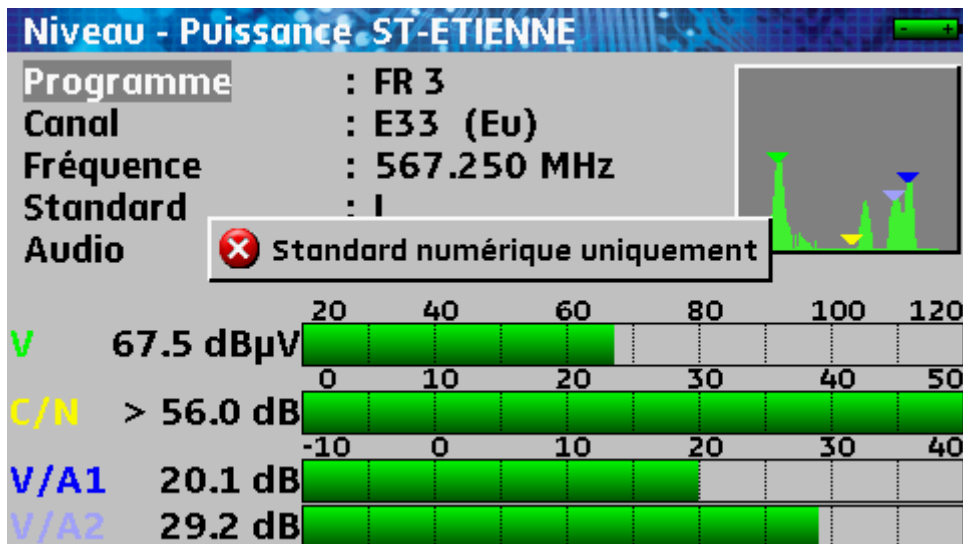 Niveau - Puissance ST-ETIENNE
- +
Programme : FR 3
Canal : E33 (Eu)
Fréquence : 567.250 MHz
Standard : L
Audio
Standard numérique uniquement
20 40 60 80 100 120
V 67.5 dBµV
0 10 20 30 40 50
C/N > 56.0 dB
-10 0 10 20 30 40
V/A1 20.1 dB
V/A2 29.2 dB